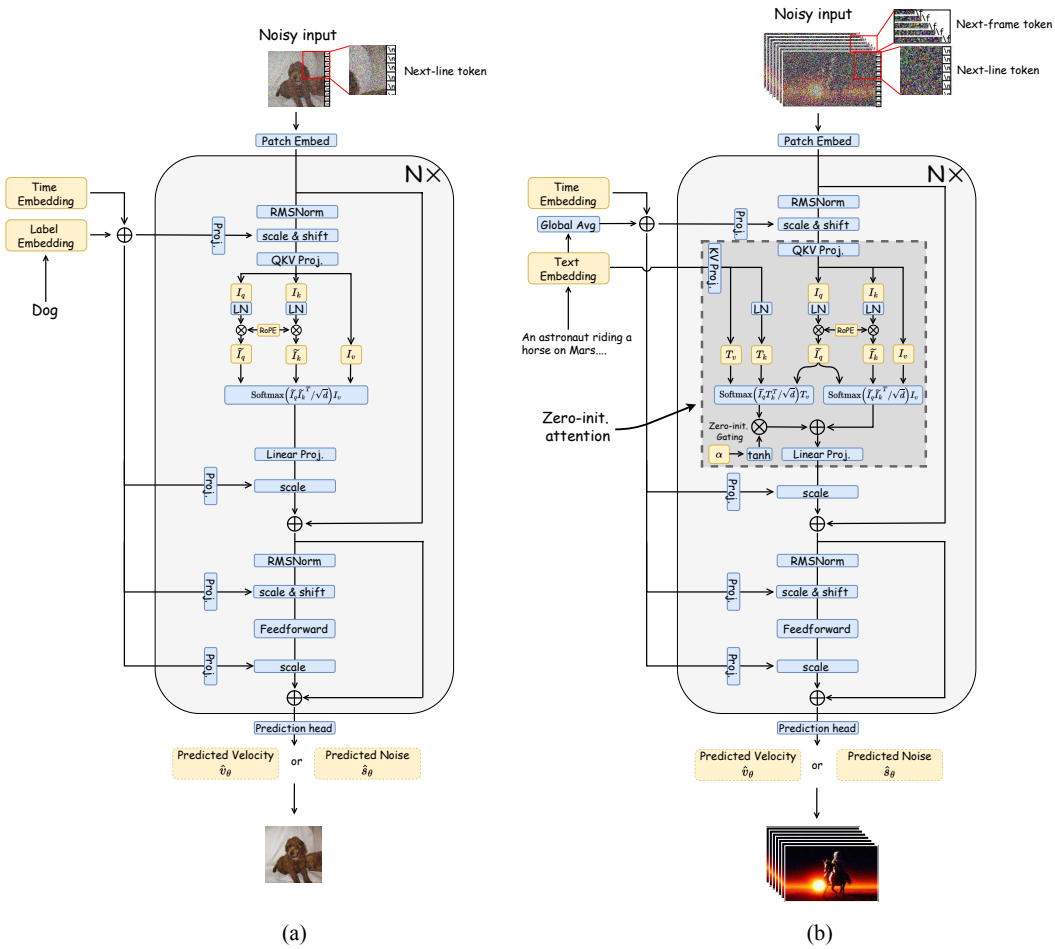 Noisy input
Next-line token
Patch Embed
N×
Time
Embedding
Label
Embedding
Dog
RMSNorm
Proj.
scale & shift
QKV Proj.
I_q
I_k
LN
LN
RoPE
Ĩ_q
Ĩ_k
I_v
Softmax(Ĩ_qĨ_k^T/√d)I_v
Linear Proj.
Proj.
scale
RMSNorm
Proj.
scale & shift
Feedforward
Proj.
scale
Prediction head
Predicted Velocity
v̂_θ
or
Predicted Noise
ŝ_θ
(a)
Noisy input
Next-frame token
Next-line token
Patch Embed
N×
Time
Embedding
Global Avg
Text
Embedding
An astronaut riding a
horse on Mars....
RMSNorm
Proj.
scale & shift
KV Proj.
QKV Proj.
I_q
I_k
LN
LN
LN
RoPE
T_v
T_k
Ĩ_q
Ĩ_k
I_v
Softmax(Ĩ_qT_k^T/√d)T_v
Softmax(Ĩ_qĨ_k^T/√d)I_v
Zero-init.
attention
Zero-init.
Gating
α
tanh
Linear Proj.
Proj.
scale
RMSNorm
Proj.
scale & shift
Feedforward
Proj.
scale
Prediction head
Predicted Velocity
v̂_θ
or
Predicted Noise
ŝ_θ
(b)